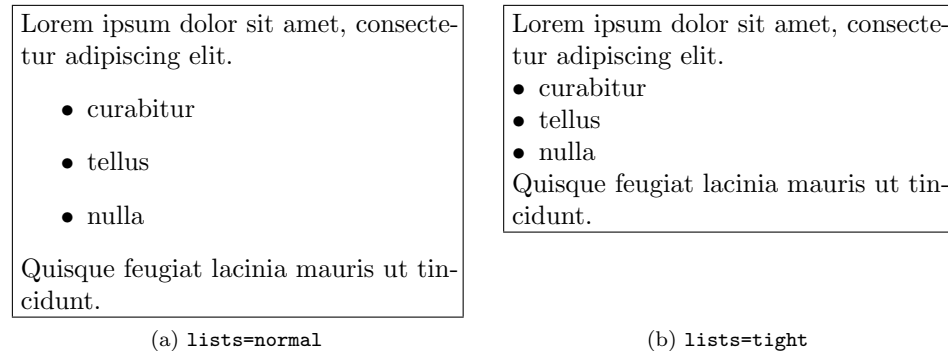 Lorem ipsum dolor sit amet, consecte-
tur adipiscing elit.
• curabitur
• tellus
• nulla
Quisque feugiat lacinia mauris ut tin-
cidunt.
(a) lists=normal
Lorem ipsum dolor sit amet, consecte-
tur adipiscing elit.
• curabitur
• tellus
• nulla
Quisque feugiat lacinia mauris ut tin-
cidunt.
(b) lists=tight